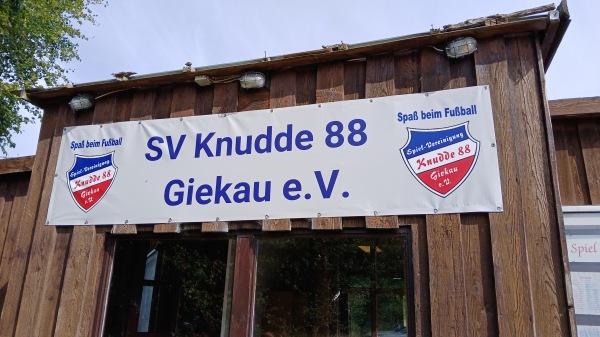 Spaß beim Fußball
Spiel-Vereinigung
Knudde 88
Giekau
e.V.
SV Knudde 88
Giekau e.V.
Spaß beim Fußball
Spiel-Vereinigung
Knudde 88
Giekau
e.V.
Spiel